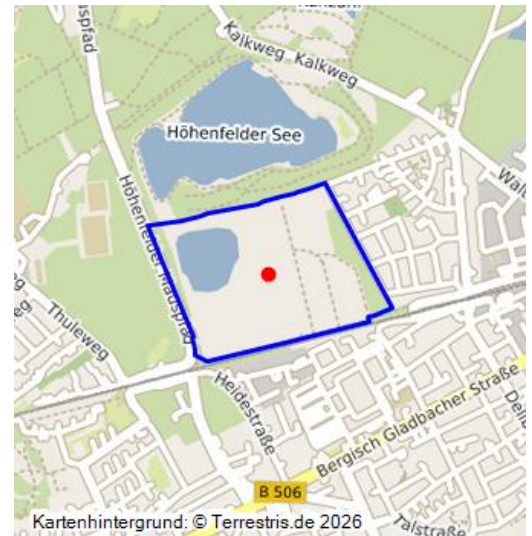 Kalkweg Kalkweg
Höhenfelder See
Höhenfelder Mauspfad
Thuleweg
Heidestraße
Bergisch Gladbacher Straße
B 506
Talstraße
Kartenhintergrund: © Terrestris.de 2026